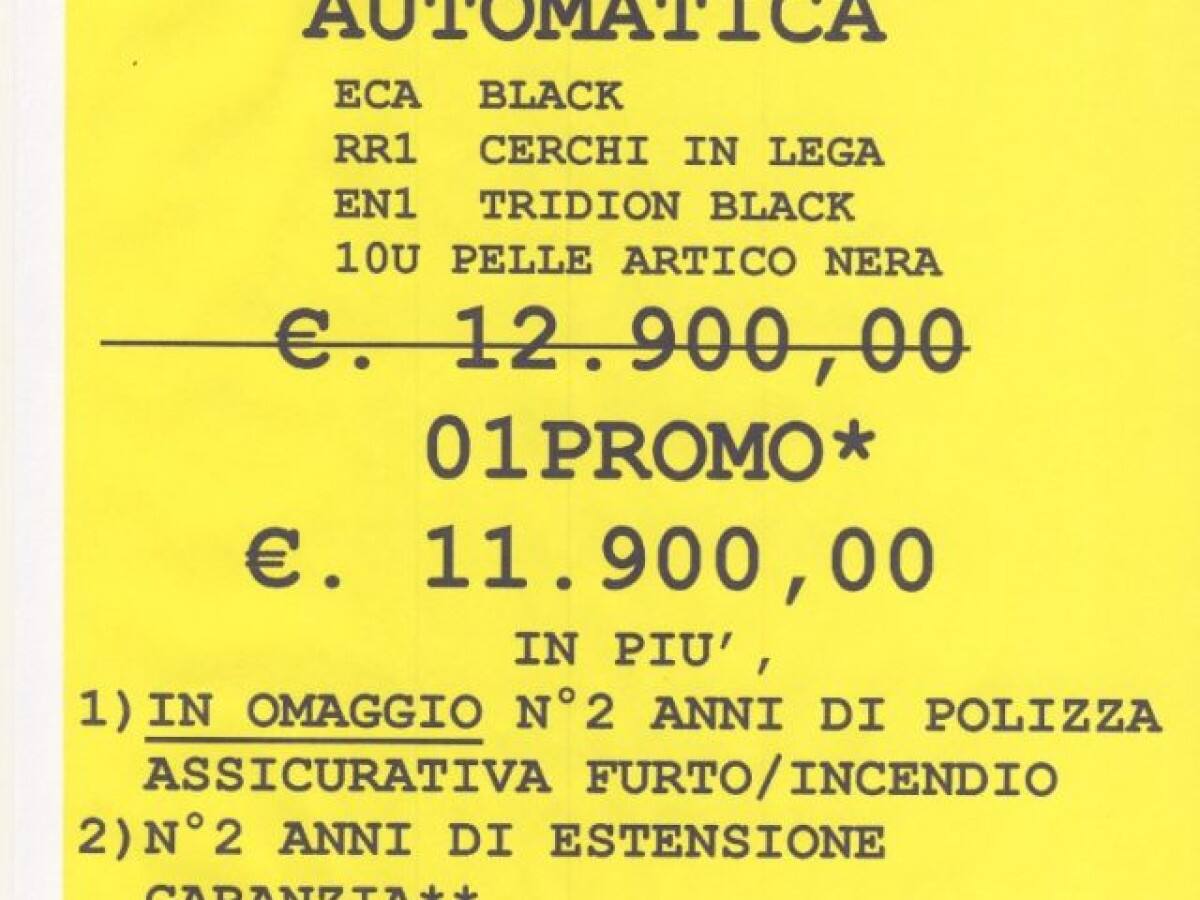 AUTOMATICA
ECA BLACK
RR1 CERCHI IN LEGA
EN1 TRIDION BLACK
10U PELLE ARTICO NERA
€. 12.900,00
01PROMO*
€. 11.900,00
IN PIU’,
1)IN OMAGGIO N°2 ANNI DI POLIZZA
ASSICURATIVA FURTO/INCENDIO
2)N°2 ANNI DI ESTENSIONE
GARANZIA**